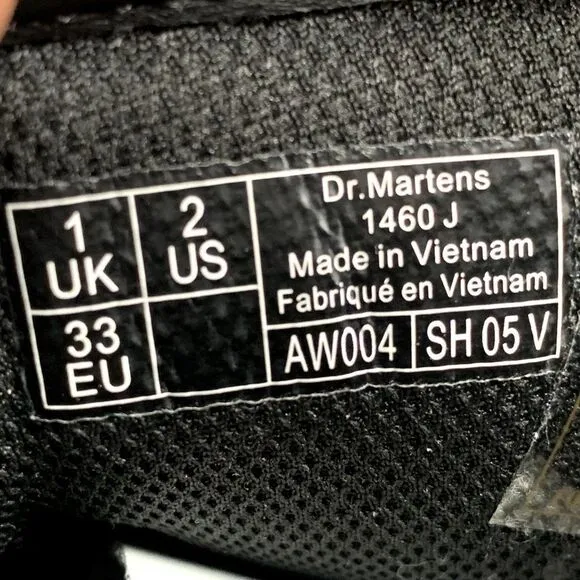 1
UK
2
US
33
EU
Dr.Martens
1460 J
Made in Vietnam
Fabriqué en Vietnam
AW004
SH 05 V